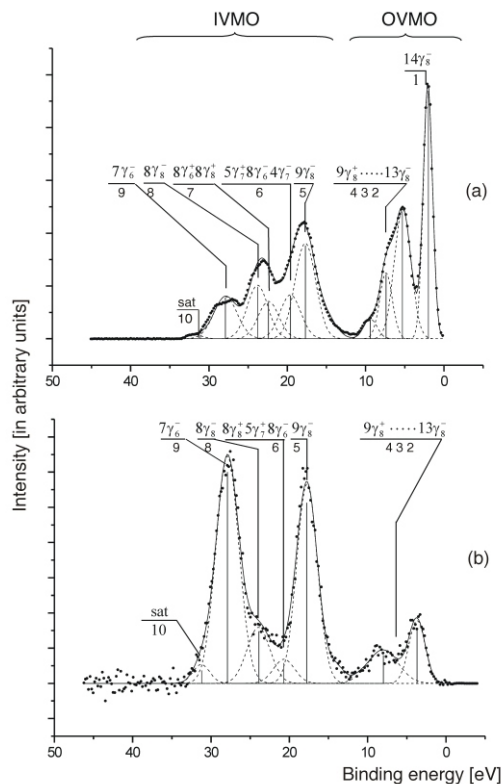 IVMO OVMO
14γ₈⁻
1
7γ₆⁻ 8γ₈⁻ 8γ₆⁺8γ₈⁺ 5γ₇⁺8γ₆⁻4γ₇⁻ 9γ₈⁻ 9γ₈⁺·····13γ₈⁻
9 8 7 6 5 4 3 2
(a)
sat
10
50 40 30 20 10 0
Intensity [in arbitrary units]
7γ₆⁻ 8γ₈⁻ 8γ₈⁺5γ₇⁺8γ₆⁻ 9γ₈⁻ 9γ₈⁺ ····· 13γ₈⁻
9 8 6 5 4 3 2
(b)
sat
10
50 40 30 20 10 0
Binding energy [eV]